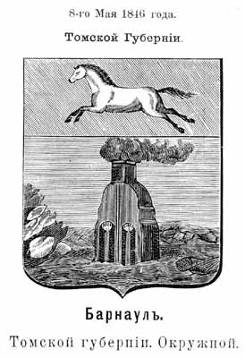 8-го Мая 1846 года.
Томской Губерніи.
Барнаулъ.
Томской губерніи. Окружной.